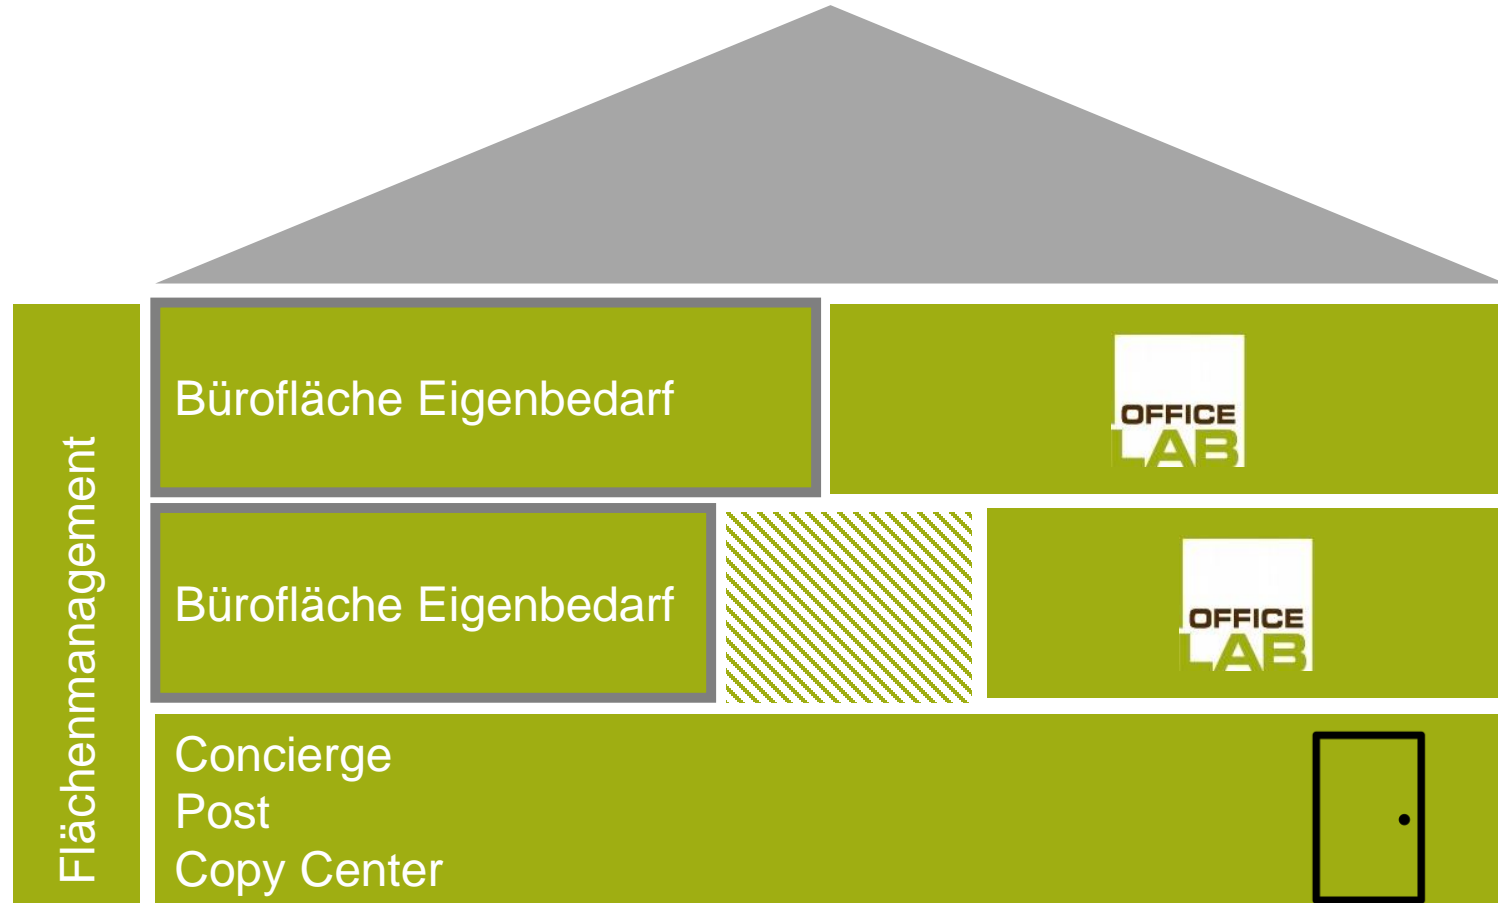 Flächenmanagement
Bürofläche Eigenbedarf
OFFICE
LAB
Bürofläche Eigenbedarf
OFFICE
LAB
Concierge
Post
Copy Center